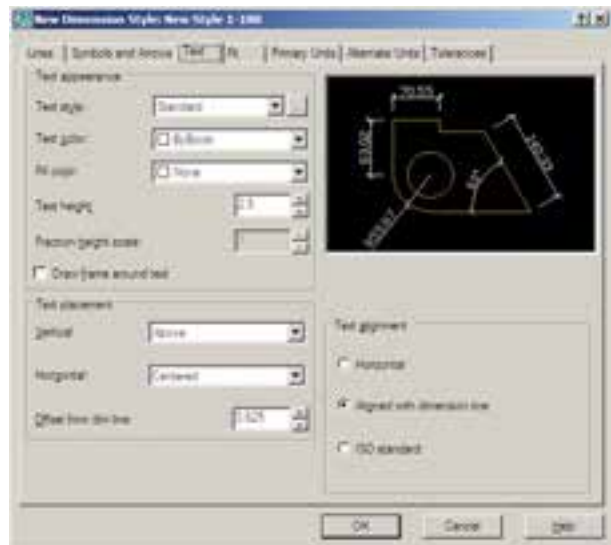 New Dimension Style: New Style 1-100
Lines Symbols and Arrows Text Fit Primary Units Alternate Units Tolerances
Text appearance
Text style: Standard
Text color: ByBlock
Fill color: None
Text height: 2.5
Fraction height scale:
Draw frame around text
Text placement
Vertical: Above
Horizontal: Centered
Offset from dim line: 0.625
Text alignment
Horizontal
Aligned with dimension line
ISO standard
OK Cancel Help